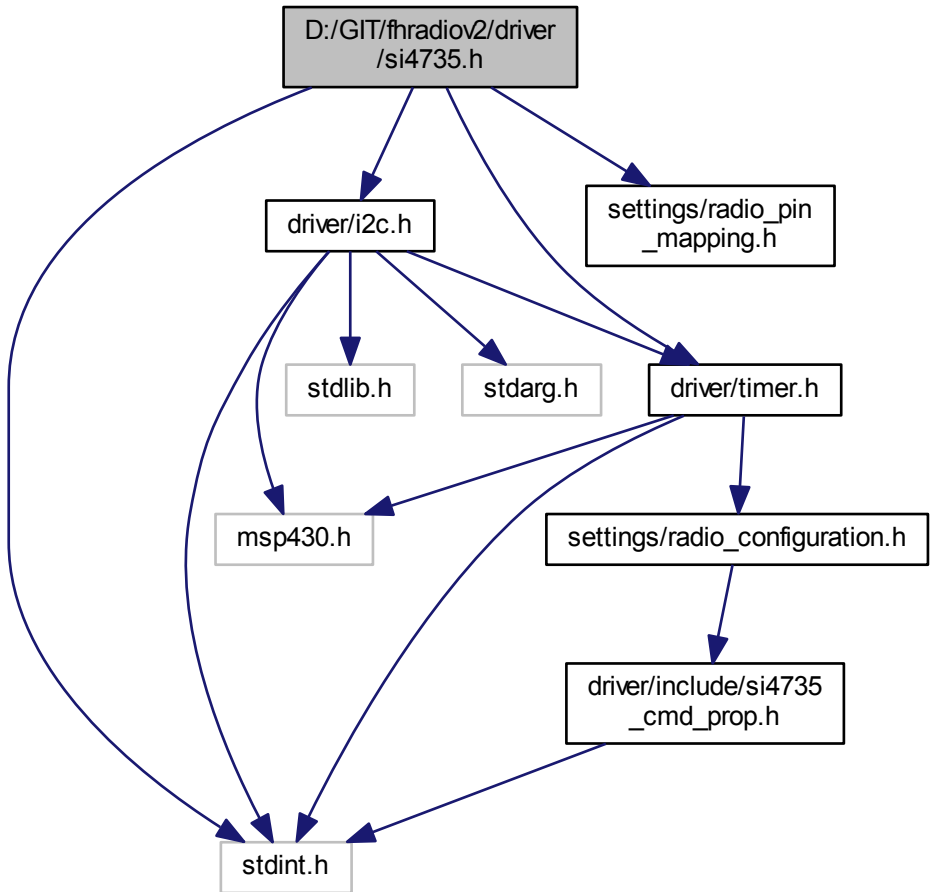 D:/GIT/fhradiov2/driver
/si4735.h
driver/i2c.h
settings/radio_pin
_mapping.h
stdlib.h
stdarg.h
driver/timer.h
msp430.h
settings/radio_configuration.h
driver/include/si4735
_cmd_prop.h
stdint.h